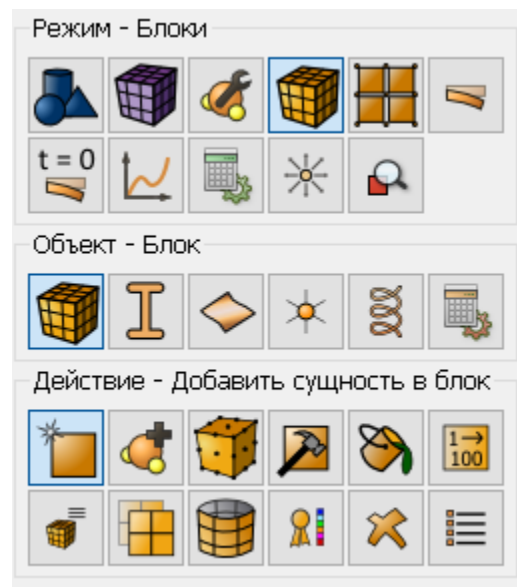 Режим - Блоки
t = 0
Объект - Блок
Действие - Добавить сущность в блок
1→
100